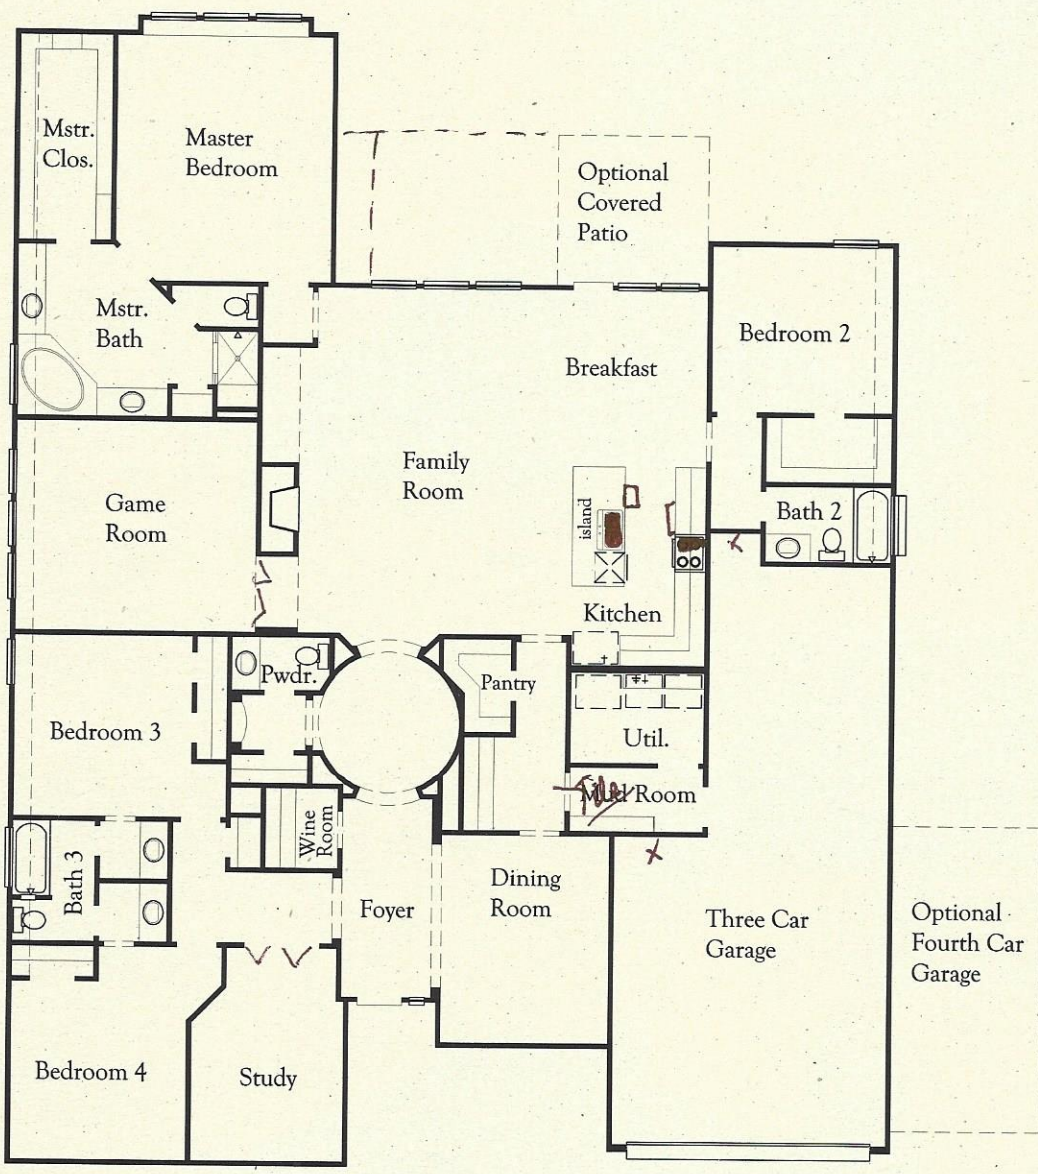 Mstr.
Clos.
Master
Bedroom
Optional
Covered
Patio
Mstr.
Bath
Bedroom 2
Breakfast
Family
Room
Game
Room
island
Bath 2
Kitchen
Pwdr.
Pantry
Bedroom 3
Util.
Mud Room
Wine
Room
Bath 3
Dining
Room
Foyer
Three Car
Garage
Optional
Fourth Car
Garage
Bedroom 4
Study